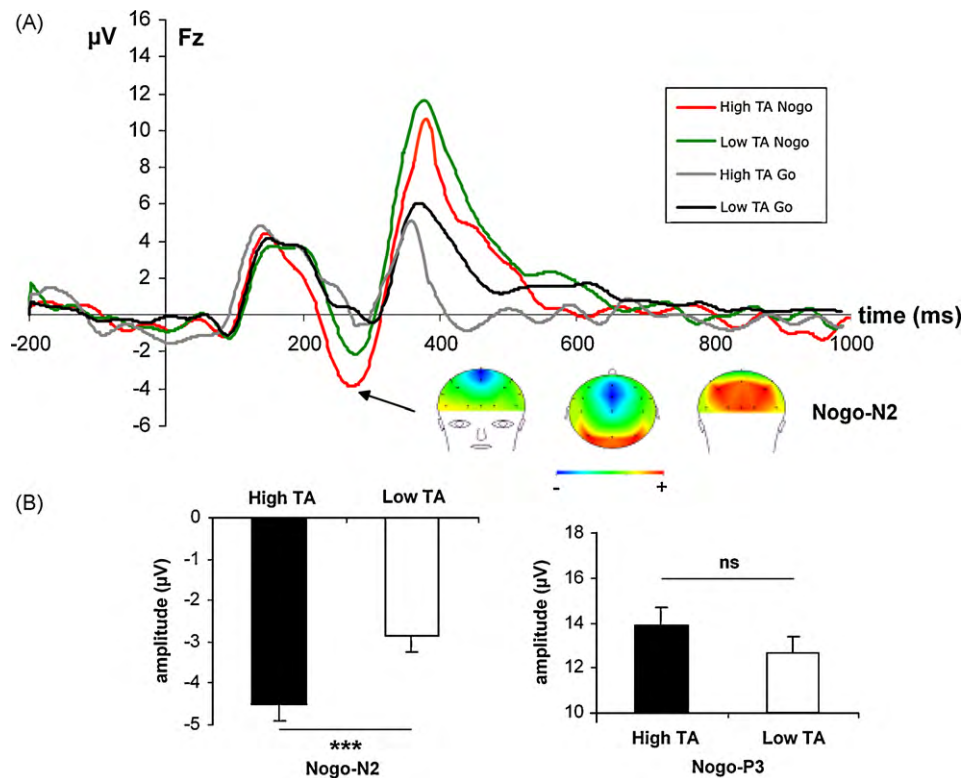 (A)
µV Fz
16
14
12
10
8
6
4
2
-2
-4
-6
-200
200
400
600
800
1000
time (ms)
High TA Nogo
Low TA Nogo
High TA Go
Low TA Go
Nogo-N2
- +
(B)
High TA Low TA
0
-1
-2
-3
-4
-5
amplitude (µV)
***
Nogo-N2
18
16
14
12
10
amplitude (µV)
ns
High TA Low TA
Nogo-P3